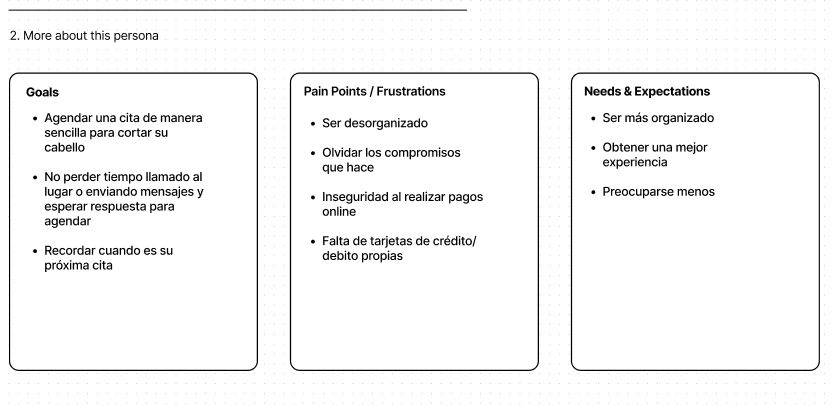 2. More about this persona
Goals
• Agendar una cita de manera
sencilla para cortar su
cabello
• No perder tiempo llamado al
lugar o enviando mensajes y
esperar respuesta para
agendar
• Recordar cuando es su
próxima cita
Pain Points / Frustrations
• Ser desorganizado
• Olvidar los compromisos
que hace
• Inseguridad al realizar pagos
online
• Falta de tarjetas de crédito/
debito propias
Needs & Expectations
• Ser más organizado
• Obtener una mejor
experiencia
• Preocuparse menos